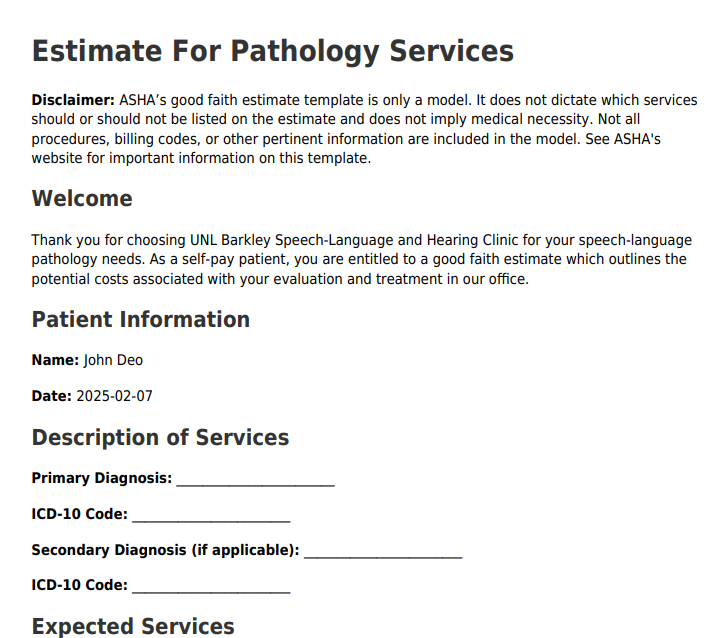 Estimate For Pathology Services
Disclaimer: ASHA’s good faith estimate template is only a model. It does not dictate which services
should or should not be listed on the estimate and does not imply medical necessity. Not all
procedures, billing codes, or other pertinent information are included in the model. See ASHA's
website for important information on this template.
Welcome
Thank you for choosing UNL Barkley Speech-Language and Hearing Clinic for your speech-language
pathology needs. As a self-pay patient, you are entitled to a good faith estimate which outlines the
potential costs associated with your evaluation and treatment in our office.
Patient Information
Name: John Deo
Date: 2025-02-07
Description of Services
Primary Diagnosis: ______________________
ICD-10 Code: ______________________
Secondary Diagnosis (if applicable): ______________________
ICD-10 Code: ______________________
Expected Services